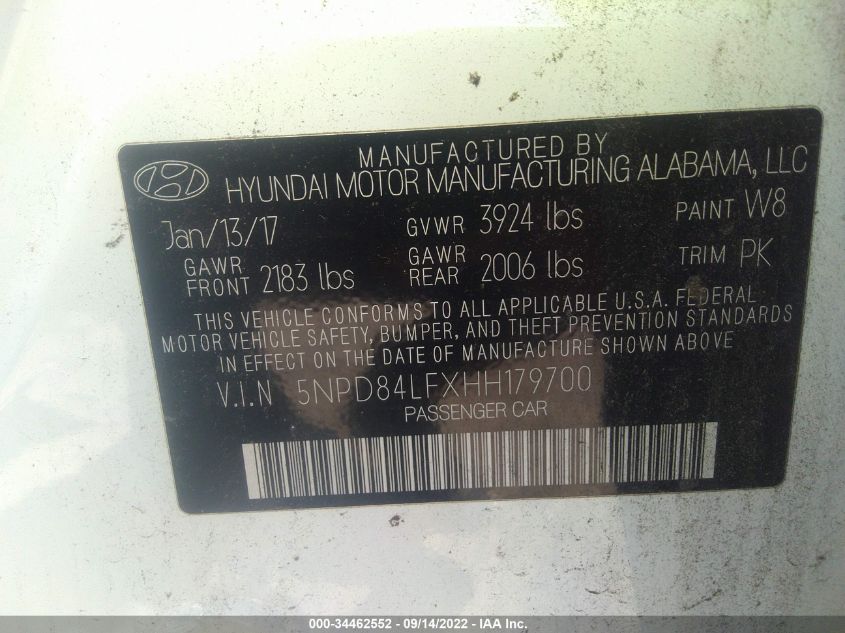 MANUFACTURED BY
HYUNDAI MOTOR MANUFACTURING ALABAMA, LLC
Jan/13/17 GVWR 3924 lbs PAINT W8
GAWR FRONT 2183 lbs GAWR REAR 2006 lbs TRIM PK
THIS VEHICLE CONFORMS TO ALL APPLICABLE U.S.A. FEDERAL
MOTOR VEHICLE SAFETY, BUMPER, AND THEFT PREVENTION STANDARDS
IN EFFECT ON THE DATE OF MANUFACTURE SHOWN ABOVE
V.I.N 5NPD84LFXHH179700
PASSENGER CAR
000-34462552 - 09/14/2022 - IAA Inc.